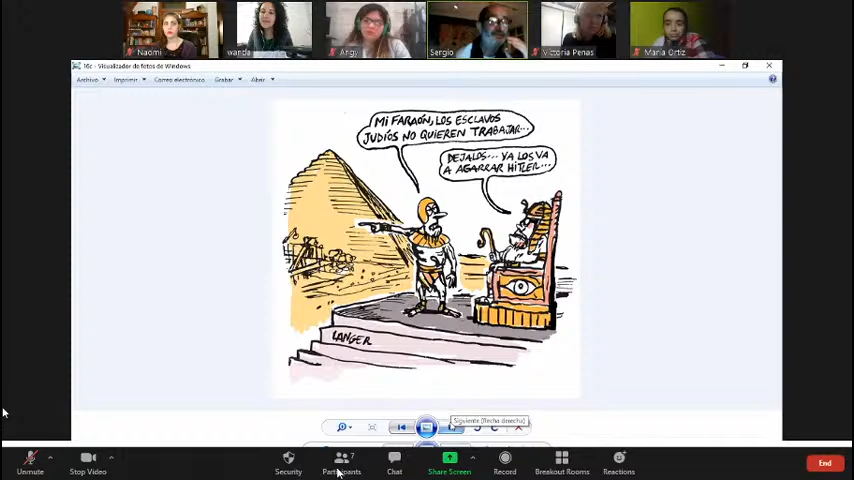 Naomi
wanda
Argy
Sergio
Victoria Penas
María Ortiz
16c - Visualizador de fotos de Windows
Archivo
Imprimir
Correo electrónico
Grabar
Abrir
MI FARAÓN, LOS ESCLAVOS
JUDÍOS NO QUIEREN TRABAJAR...
DEJALOS... YA LOS VA
A AGARRAR HITLER...
LANGER
Siguiente (flecha derecha)
Unmute
Stop Video
Security
Participants
7
Chat
Share Screen
Record
Breakout Rooms
Reactions
End